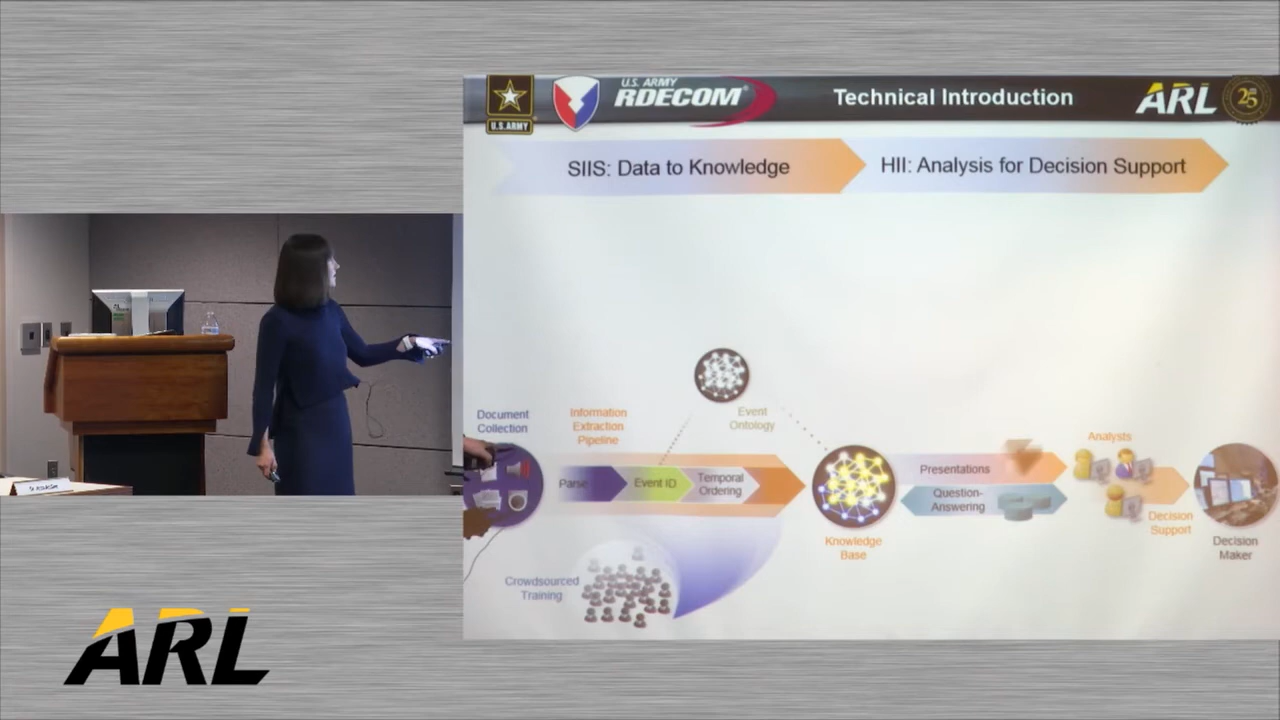 U.S. ARMY
U.S. ARMY
RDECOM®
Technical Introduction
ARL
25
SIIS: Data to Knowledge
HII: Analysis for Decision Support
Document
Collection
Information
Extraction
Pipeline
Event
Ontology
Parse
Event ID
Temporal
Ordering
Knowledge
Base
Presentations
Question-
Answering
Analysts
Decision
Support
Decision
Maker
Crowdsourced
Training
ARL